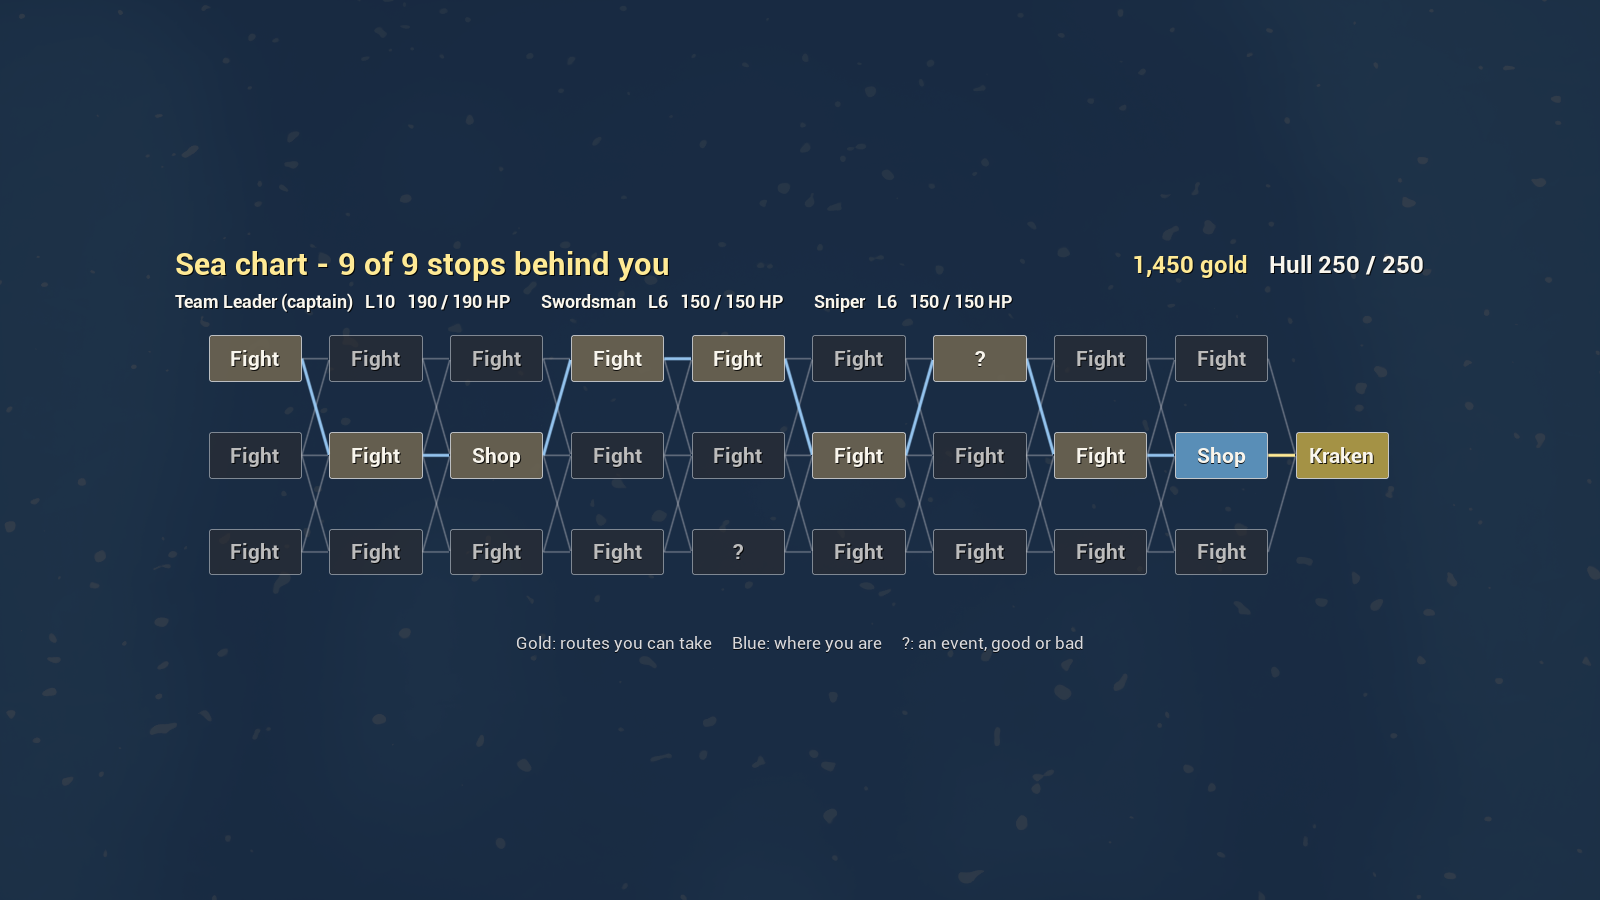 Sea chart - 9 of 9 stops behind you
1,450 gold Hull 250 / 250
Team Leader (captain) L10 190 / 190 HP Swordsman L6 150 / 150 HP Sniper L6 150 / 150 HP
Fight Fight Fight Fight Fight Fight ? Fight Fight
Fight Fight Shop Fight Fight Fight Fight Fight Shop Kraken
Fight Fight Fight Fight ? Fight Fight Fight Fight
Gold: routes you can take Blue: where you are ?: an event, good or bad